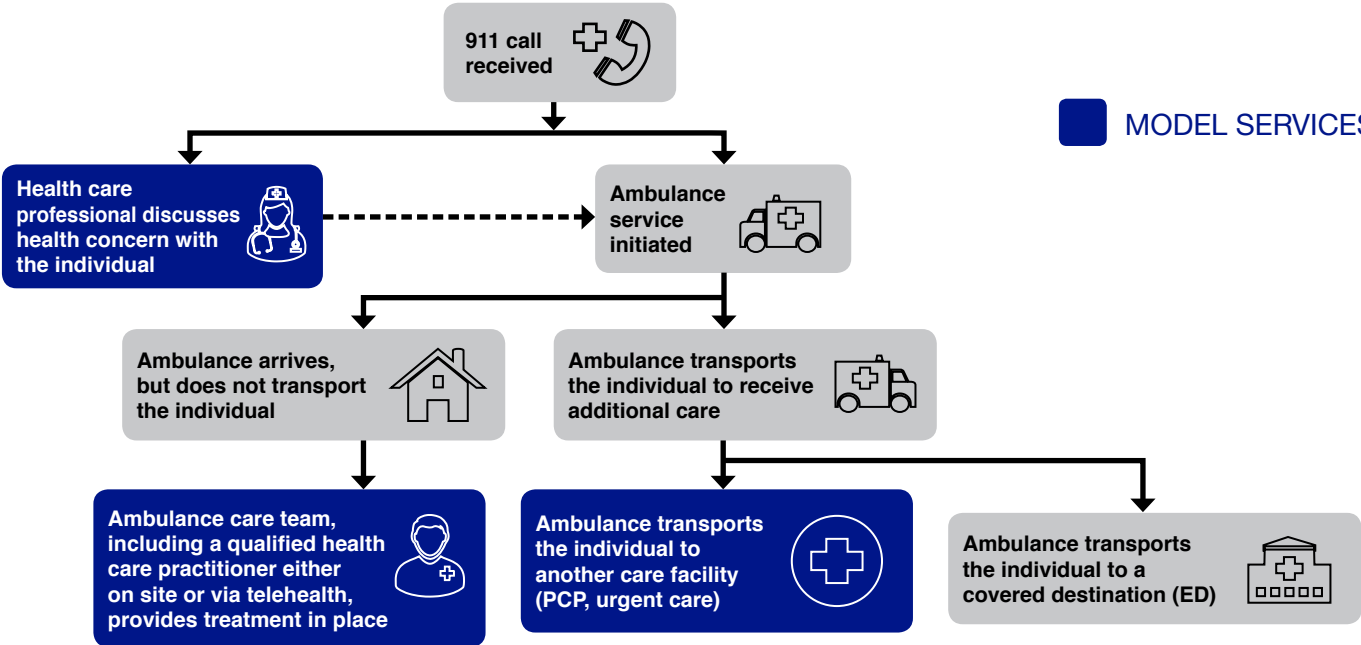 911 call
received
MODEL SERVICES
Health care
professional discusses
health concern with
the individual
Ambulance
service
initiated
Ambulance arrives,
but does not transport
the individual
Ambulance transports
the individual to receive
additional care
Ambulance care team,
including a qualified health
care practitioner either
on site or via telehealth,
provides treatment in place
Ambulance transports
the individual to
another care facility
(PCP, urgent care)
Ambulance transports
the individual to a
covered destination (ED)